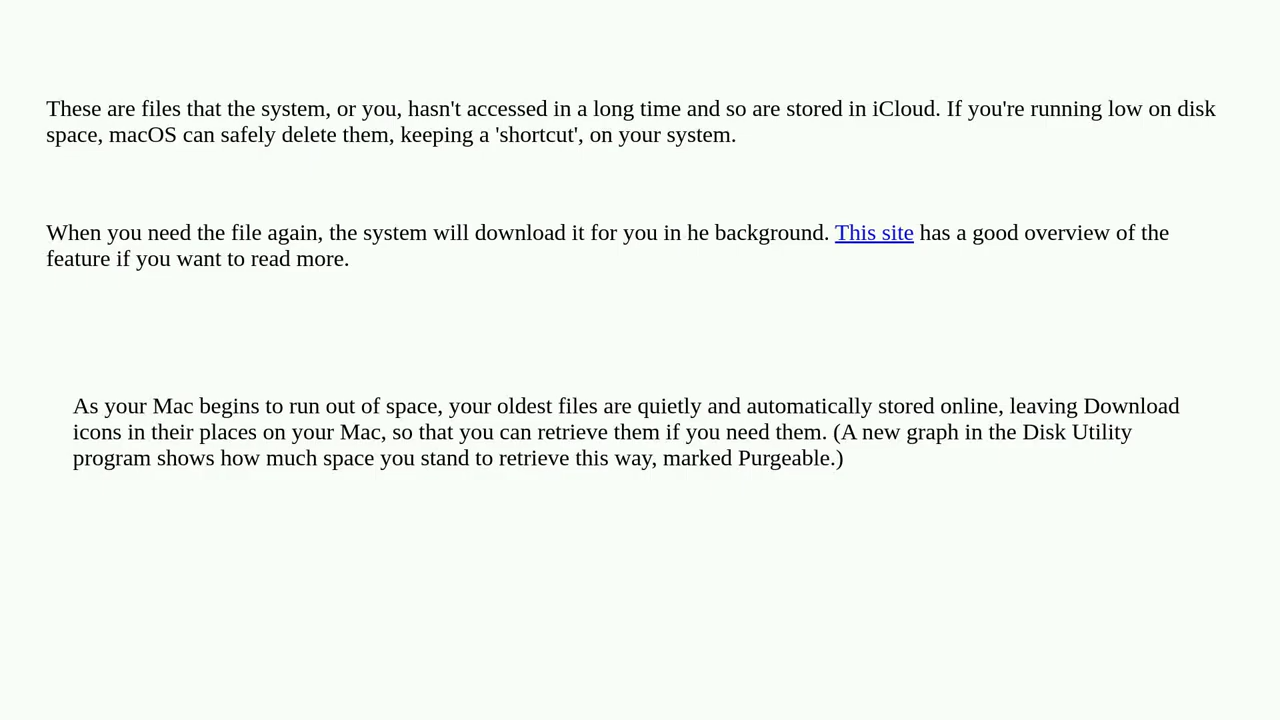 These are files that the system, or you, hasn't accessed in a long time and so are stored in iCloud. If you're running low on disk
space, macOS can safely delete them, keeping a 'shortcut', on your system.
When you need the file again, the system will download it for you in he background. This site has a good overview of the
feature if you want to read more.
As your Mac begins to run out of space, your oldest files are quietly and automatically stored online, leaving Download
icons in their places on your Mac, so that you can retrieve them if you need them. (A new graph in the Disk Utility
program shows how much space you stand to retrieve this way, marked Purgeable.)